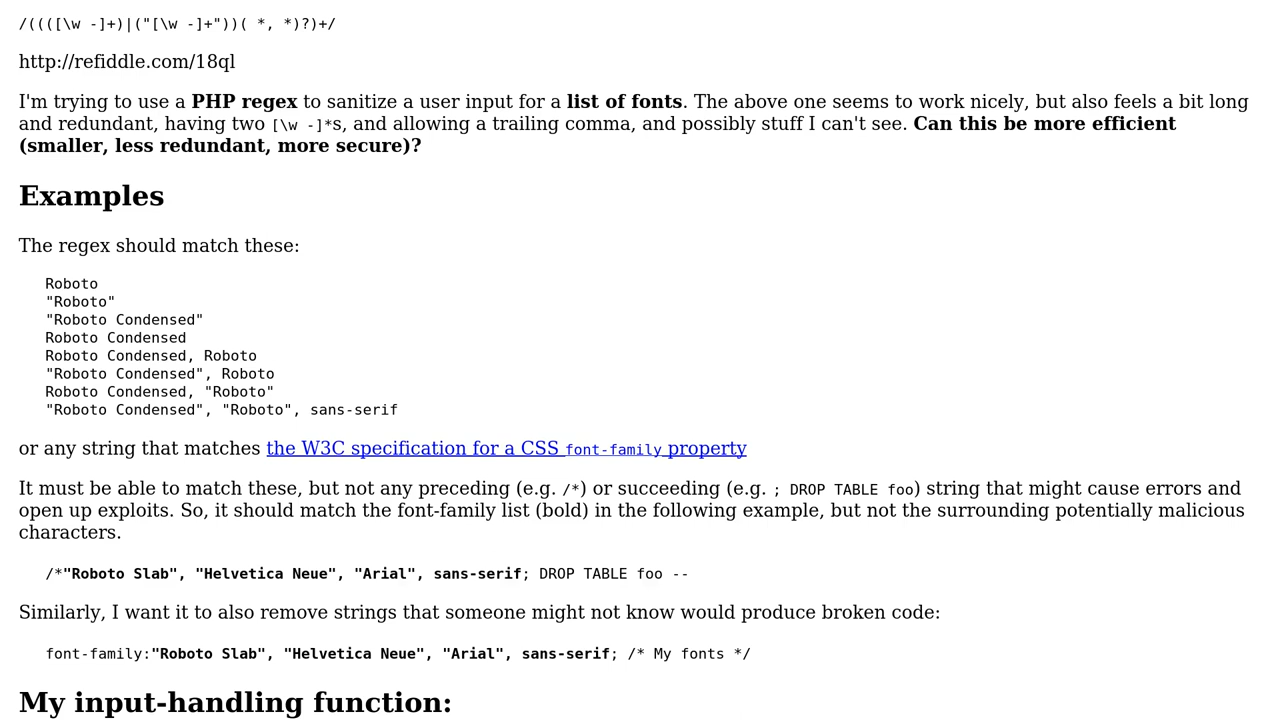 /((([\w -]+)|("[\w -]+"))( *, *)?)+/
http://refiddle.com/18ql
I'm trying to use a PHP regex to sanitize a user input for a list of fonts. The above one seems to work nicely, but also feels a bit long
and redundant, having two [\w -]*s, and allowing a trailing comma, and possibly stuff I can't see. Can this be more efficient
(smaller, less redundant, more secure)?
Examples
The regex should match these:
Roboto
"Roboto"
"Roboto Condensed"
Roboto Condensed
Roboto Condensed, Roboto
"Roboto Condensed", Roboto
Roboto Condensed, "Roboto"
"Roboto Condensed", "Roboto", sans-serif
or any string that matches the W3C specification for a CSS font-family property
It must be able to match these, but not any preceding (e.g. /*) or succeeding (e.g. ; DROP TABLE foo) string that might cause errors and
open up exploits. So, it should match the font-family list (bold) in the following example, but not the surrounding potentially malicious
characters.
/*"Roboto Slab", "Helvetica Neue", "Arial", sans-serif; DROP TABLE foo --
Similarly, I want it to also remove strings that someone might not know would produce broken code:
font-family:"Roboto Slab", "Helvetica Neue", "Arial", sans-serif; /* My fonts */
My input-handling function: